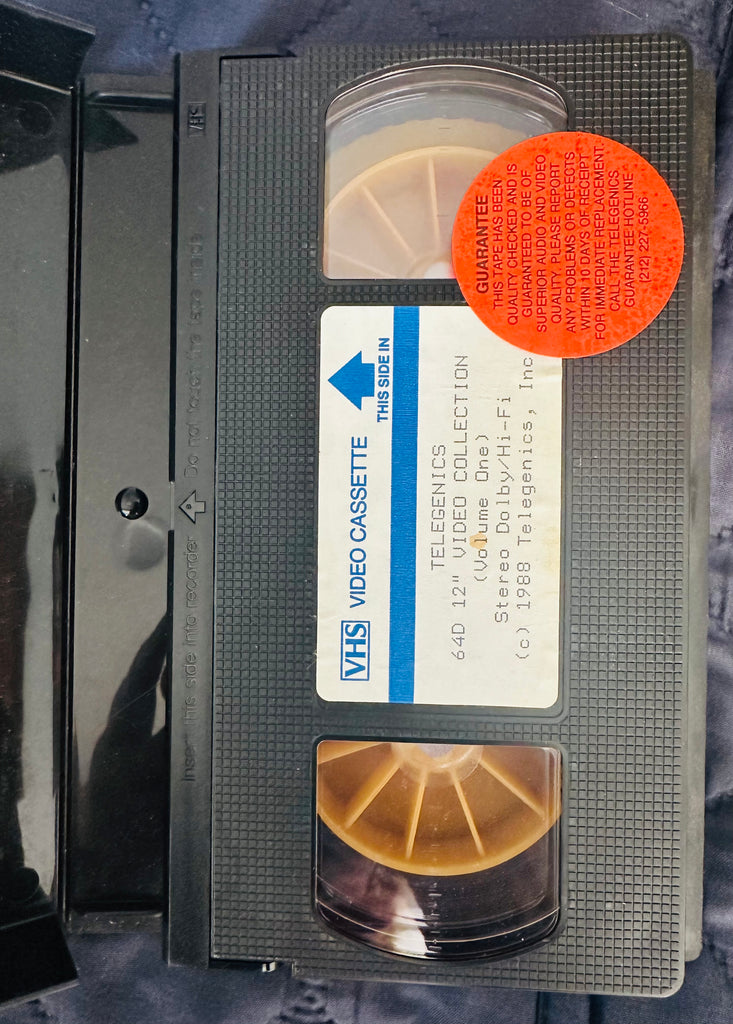 VHS
Insert this side into recorder
Do not touch the tape inside
VHS VIDEO CASSETTE
THIS SIDE IN
TELEGENICS
64D 12" VIDEO COLLECTION
(Volume One)
Stereo Dolby/Hi-Fi
(c) 1988 Telegenics, Inc
GUARANTEE
THIS TAPE HAS BEEN
QUALITY CHECKED AND IS
GUARANTEED TO BE OF
SUPERIOR AUDIO AND VIDEO
QUALITY. PLEASE REPORT
ANY PROBLEMS OR DEFECTS
WITHIN 10 DAYS OF RECEIPT
FOR IMMEDIATE REPLACEMENT.
CALL THE TELEGENICS
GUARANTEE HOTLINE
(212) 227-5966